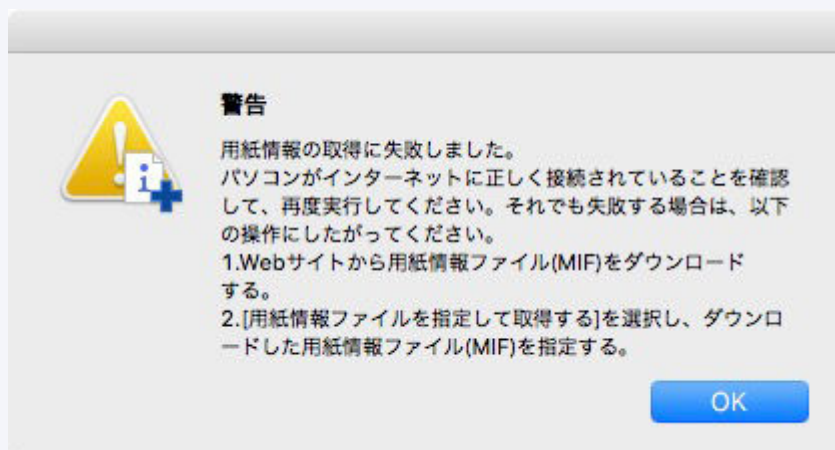 警告
用紙情報の取得に失敗しました。
パソコンがインターネットに正しく接続されていることを確認
して、再度実行してください。それでも失敗する場合は、以下
の操作にしたがってください。
1.Webサイトから用紙情報ファイル(MIF)をダウンロード
する。
2.[用紙情報ファイルを指定して取得する]を選択し、ダウンロ
ードした用紙情報ファイル(MIF)を指定する。
OK